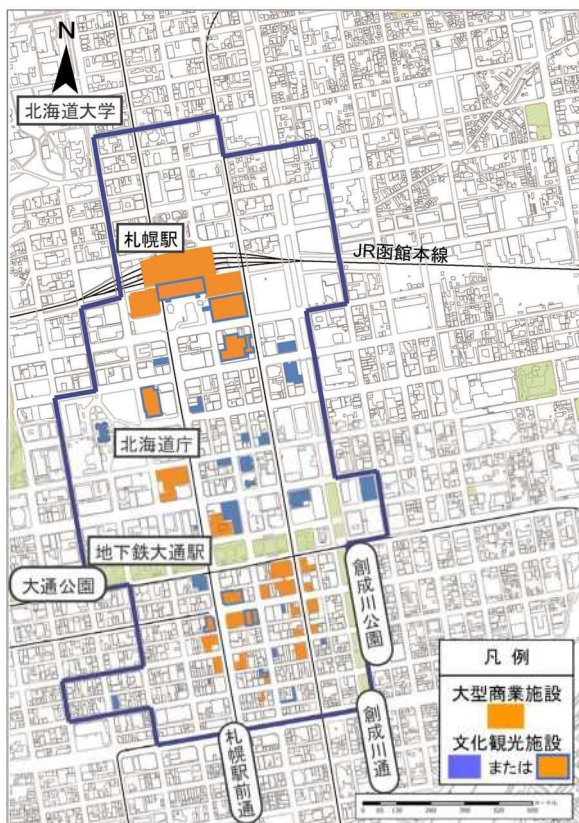 N
北海道大学
札幌駅
JR函館本線
北海道庁
地下鉄大通駅
大通公園
創成川公園
凡 例
大型商業施設
文化観光施設
または
札幌駅前通
創成川通